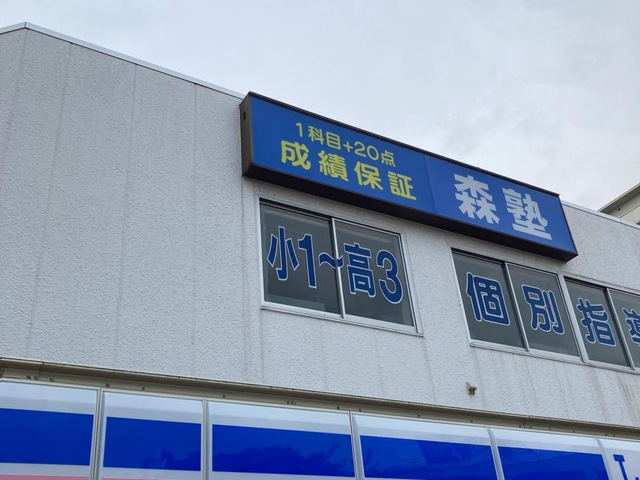 1科目+20点
成績保証
森塾
小1~高3
個別指導